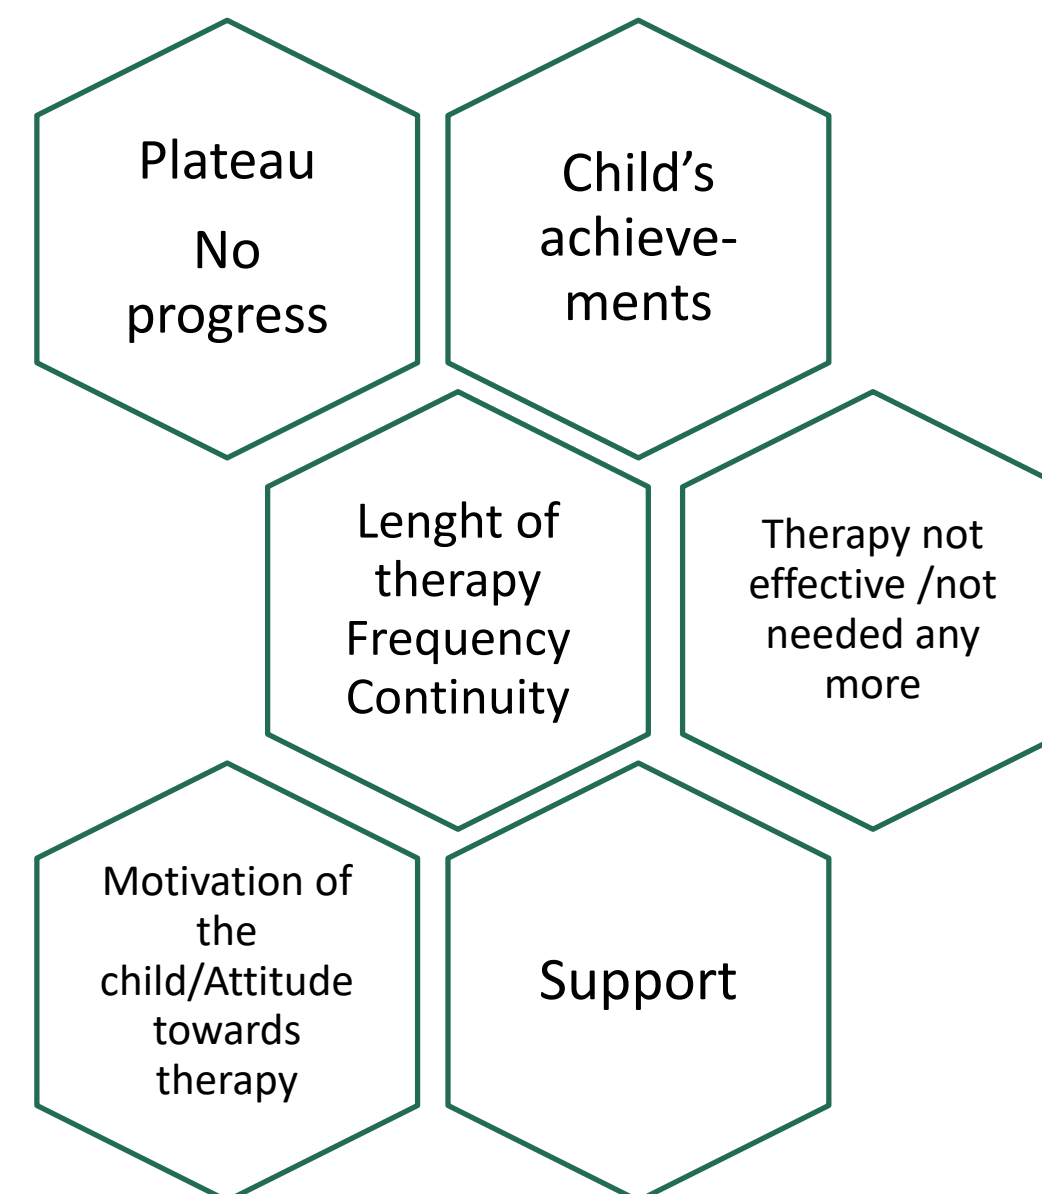 Plateau
No
progress
Child’s
achieve-
ments
Lenght of
therapy
Frequency
Continuity
Therapy not
effective /not
needed any
more
Motivation of
the
child/Attitude
towards
therapy
Support